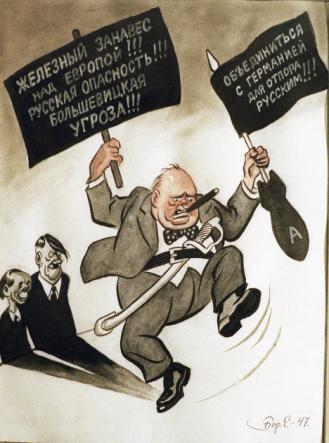 ЖЕЛЕЗНЫЙ ЗАНАВЕС
НАД ЕВРОПОЙ!!!
РУССКАЯ ОПАСНОСТЬ!!!
БОЛЬШЕВИЦКАЯ
УГРОЗА!!!
ОБЪЕДИНИТЬСЯ
С ГЕРМАНИЕЙ
ДЛЯ ОТПОРА
РУССКИМ!!!
А
Бор. Е.-47.